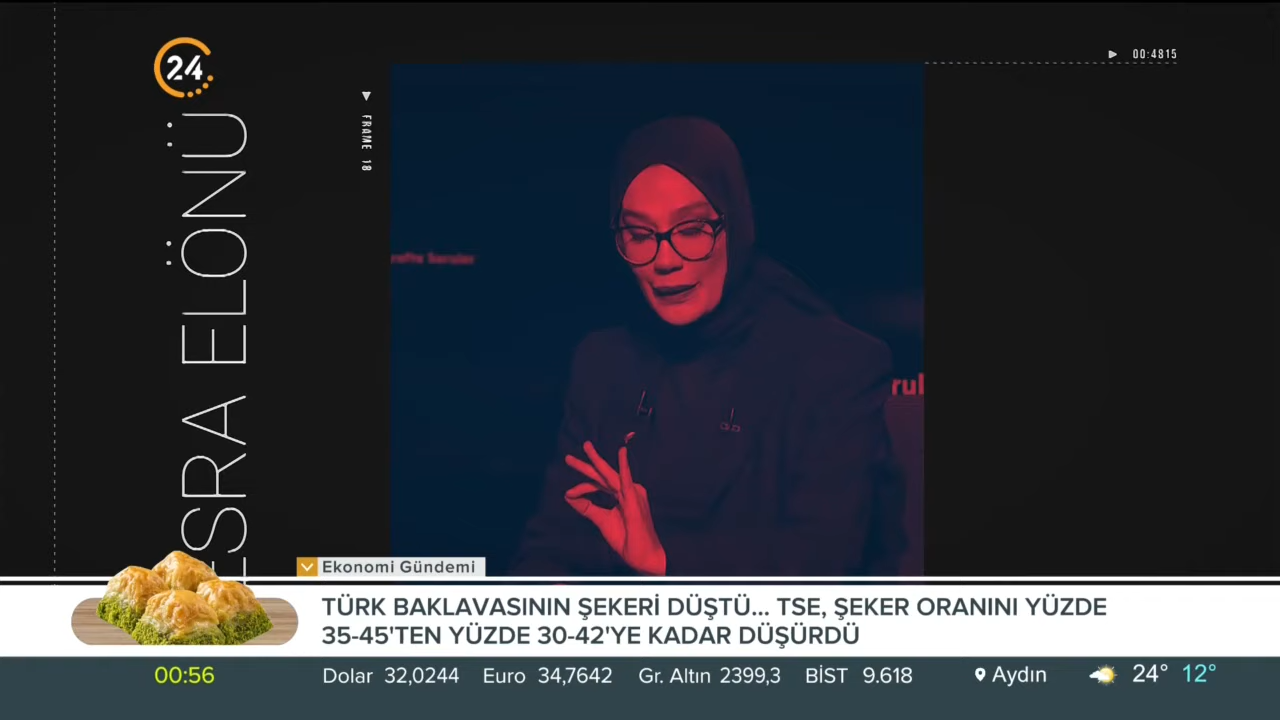 24
00:4815
FRAME 18
ESRA ELÖNÜ
Ekonomi Gündemi
TÜRK BAKLAVASININ ŞEKERİ DÜŞTÜ... TSE, ŞEKER ORANINI YÜZDE
35-45'TEN YÜZDE 30-42'YE KADAR DÜŞÜRDÜ
00:56 Dolar 32,0244 Euro 34,7642 Gr. Altın 2399,3 BİST 9.618 Aydın 24° 12°